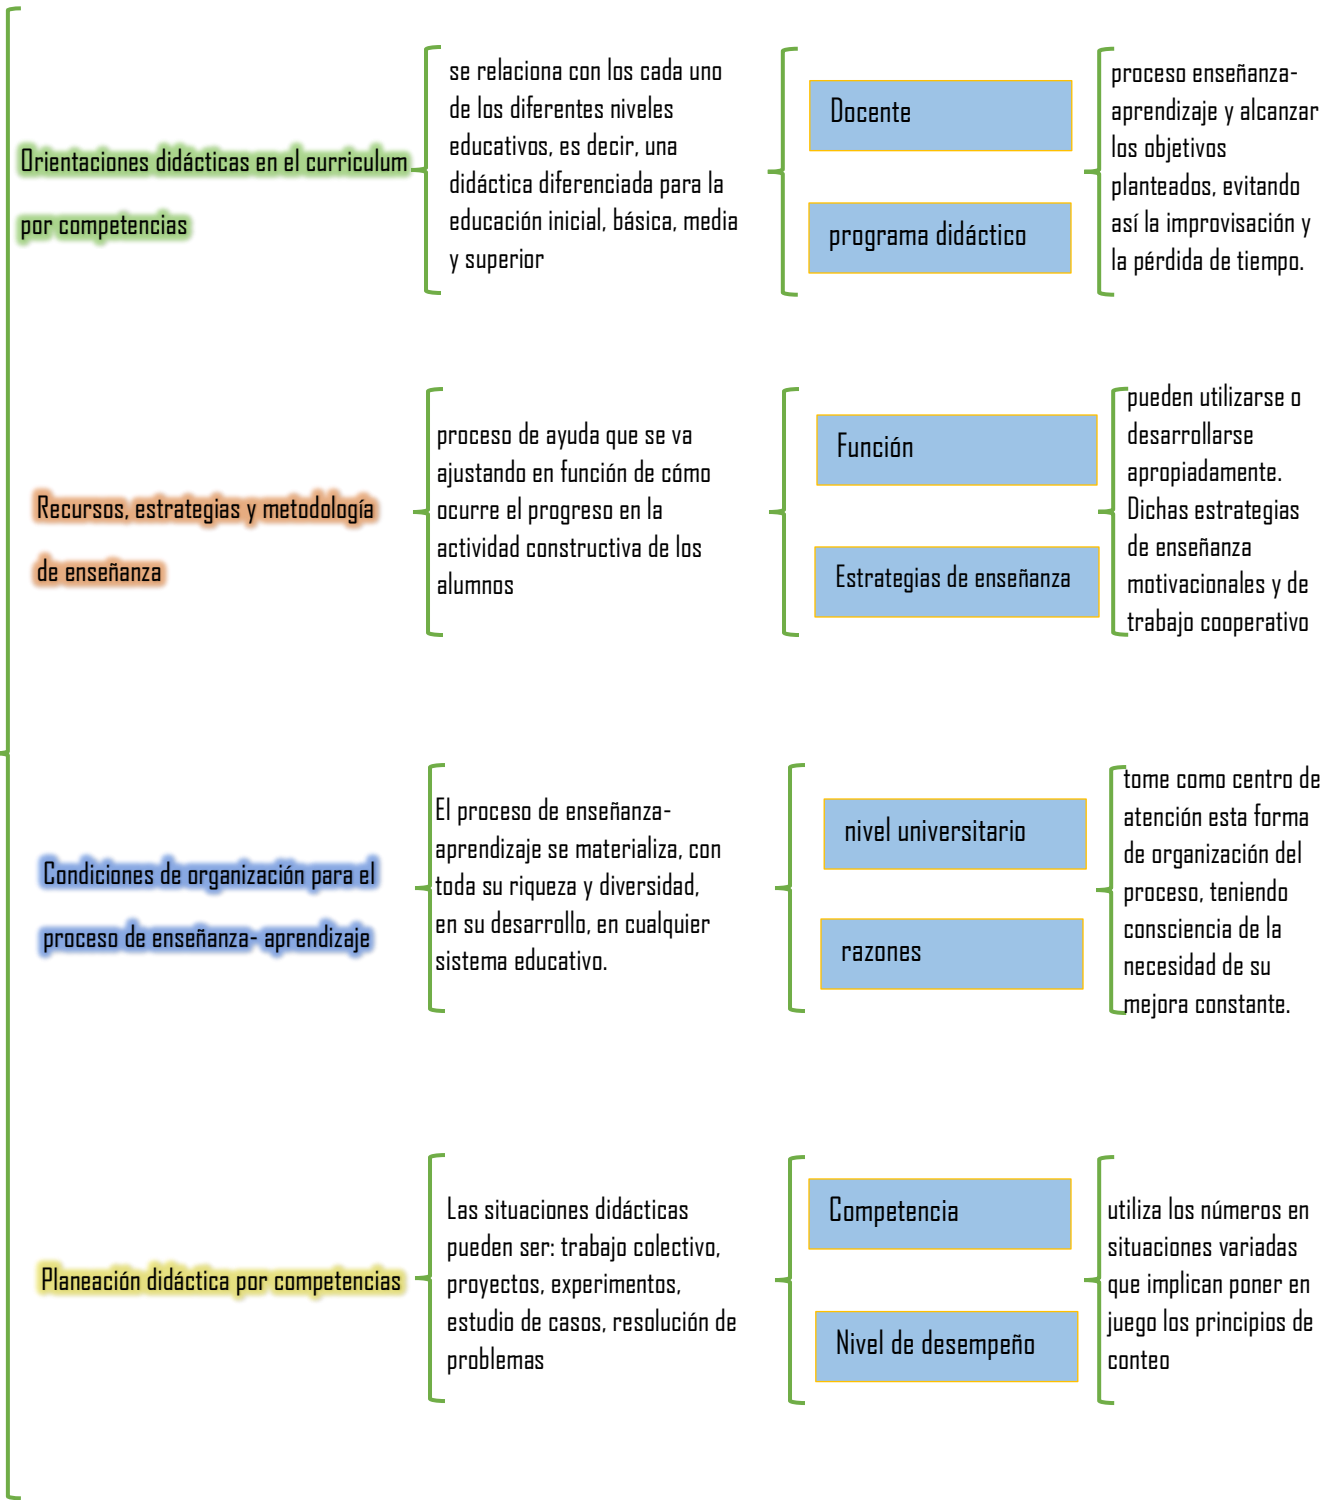 Orientaciones didácticas en el curriculum
por competencias
se relaciona con los cada uno
de los diferentes niveles
educativos, es decir, una
didáctica diferenciada para la
educación inicial, básica, media
y superior
Docente
programa didáctico
proceso enseñanza-
aprendizaje y alcanzar
los objetivos
planteados, evitando
así la improvisación y
la pérdida de tiempo.
Recursos, estrategias y metodología
de enseñanza
proceso de ayuda que se va
ajustando en función de cómo
ocurre el progreso en la
actividad constructiva de los
alumnos
Función
Estrategias de enseñanza
pueden utilizarse o
desarrollarse
apropiadamente.
Dichas estrategias
de enseñanza
motivacionales y de
trabajo cooperativo
Condiciones de organización para el
proceso de enseñanza- aprendizaje
El proceso de enseñanza-
aprendizaje se materializa, con
toda su riqueza y diversidad,
en su desarrollo, en cualquier
sistema educativo.
nivel universitario
razones
tome como centro de
atención esta forma
de organización del
proceso, teniendo
consciencia de la
necesidad de su
mejora constante.
Planeación didáctica por competencias
Las situaciones didácticas
pueden ser: trabajo colectivo,
proyectos, experimentos,
estudio de casos, resolución de
problemas
Competencia
Nivel de desempeño
utiliza los números en
situaciones variadas
que implican poner en
juego los principios de
conteo